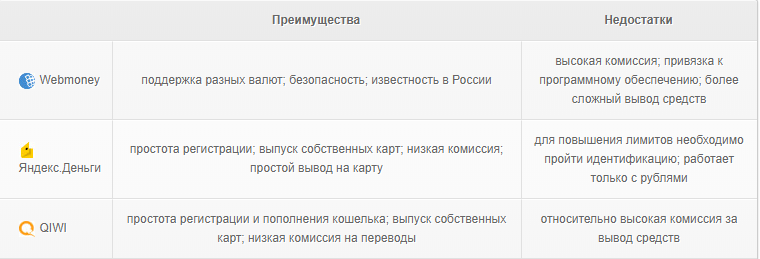 Преимущества
Недостатки
Webmoney
поддержка разных валют; безопасность; известность в России
высокая комиссия; привязка к
программному обеспечению; более
сложный вывод средств
Яндекс.Деньги
простота регистрации; выпуск собственных карт; низкая комиссия;
простой вывод на карту
для повышения лимитов необходимо
пройти идентификацию; работает
только с рублями
QIWI
простота регистрации и пополнения кошелька; выпуск собственных
карт; низкая комиссия на переводы
относительно высокая комиссия за
вывод средств